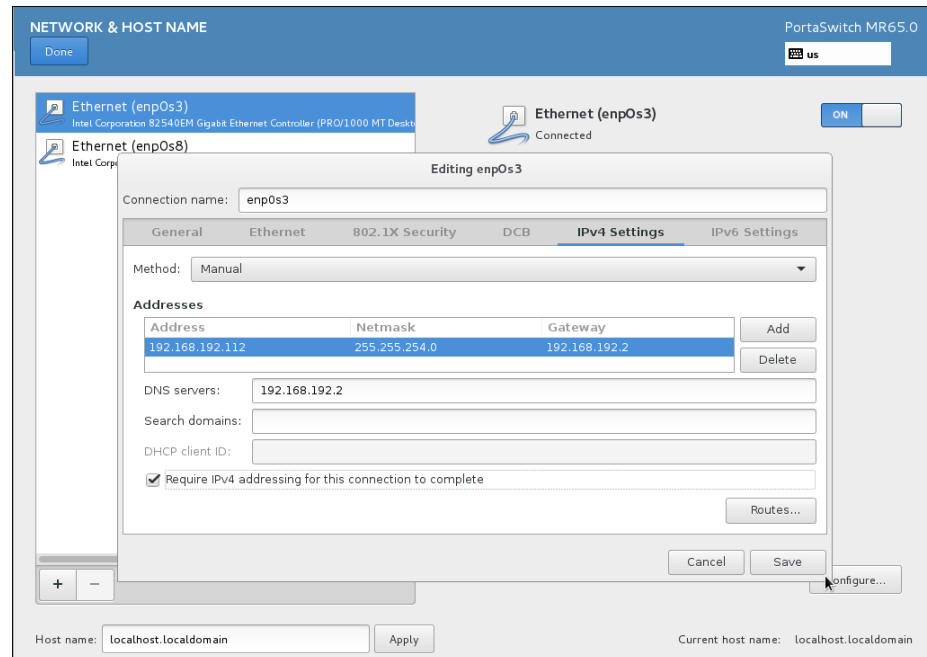 NETWORK & HOST NAME
PortaSwitch MR65.0
Done
us
Ethernet (enp0s3)
Intel Corporation 82540EM Gigabit Ethernet Controller (PRO/1000 MT Deskt
Ethernet (enp0s8)
Intel Corp
Ethernet (enp0s3)
Connected
ON
Editing enp0s3
Connection name: enp0s3
General Ethernet 802.1X Security DCB IPv4 Settings IPv6 Settings
Method: Manual
Addresses
Address Netmask Gateway
192.168.192.112 255.255.254.0 192.168.192.2
Add
Delete
DNS servers: 192.168.192.2
Search domains:
DHCP client ID:
Require IPv4 addressing for this connection to complete
Routes...
Cancel Save
+ −
onfigure...
Host name: localhost.localdomain Apply Current host name: localhost.localdomain